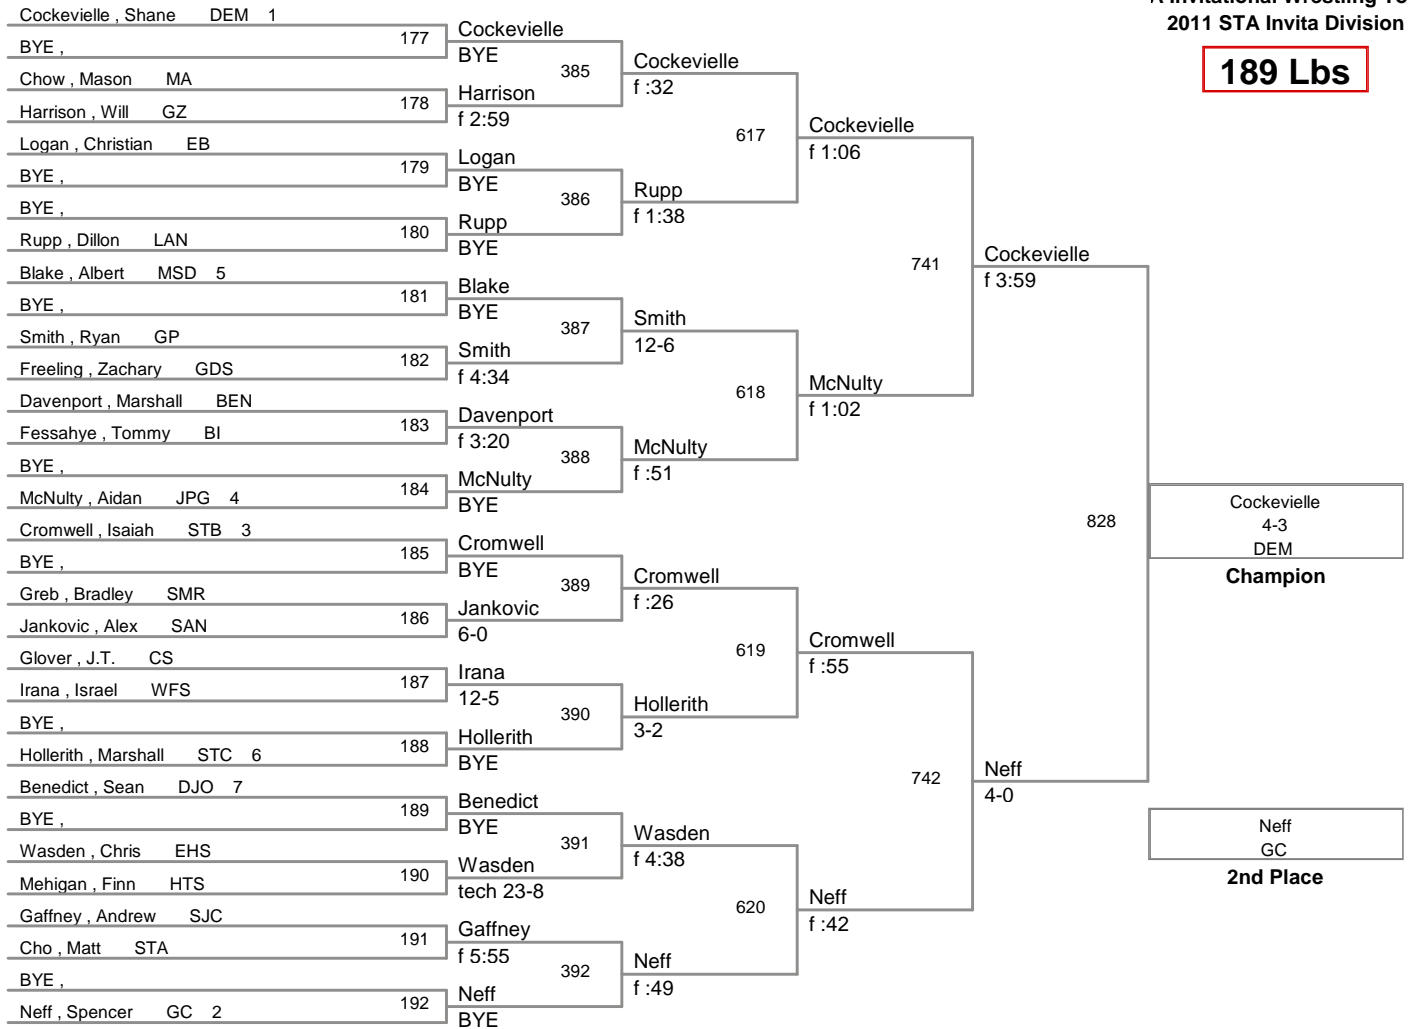 A Invitational Wrestling To
2011 STA Invita Division
189 Lbs
Cockevielle , Shane DEM 1
BYE ,
Chow , Mason MA
Harrison , Will GZ
Logan , Christian EB
BYE ,
BYE ,
Rupp , Dillon LAN
Blake , Albert MSD 5
BYE ,
Smith , Ryan GP
Freeling , Zachary GDS
Davenport , Marshall BEN
Fessahye , Tommy BI
BYE ,
McNulty , Aidan JPG 4
Cromwell , Isaiah STB 3
BYE ,
Greb , Bradley SMR
Jankovic , Alex SAN
Glover , J.T. CS
Irana , Israel WFS
BYE ,
Hollerith , Marshall STC 6
Benedict , Sean DJO 7
BYE ,
Wasden , Chris EHS
Mehigan , Finn HTS
Gaffney , Andrew SJC
Cho , Matt STA
BYE ,
Neff , Spencer GC 2
177
178
179
180
181
182
183
184
185
186
187
188
189
190
191
192
Cockevielle
BYE
Harrison
f 2:59
Logan
BYE
Rupp
BYE
Blake
BYE
Smith
f 4:34
Davenport
f 3:20
McNulty
BYE
Cromwell
BYE
Jankovic
6-0
Irana
12-5
Hollerith
BYE
Benedict
BYE
Wasden
tech 23-8
Gaffney
f 5:55
Neff
BYE
385
386
387
388
389
390
391
392
Cockevielle
f :32
Rupp
f 1:38
Smith
12-6
McNulty
f :51
Cromwell
f :26
Hollerith
3-2
Wasden
f 4:38
Neff
f :49
617
618
619
620
Cockevielle
f 1:06
McNulty
f 1:02
Cromwell
f :55
Neff
f :42
741
742
Cockevielle
f 3:59
Neff
4-0
828
Cockevielle
4-3
DEM
Champion
Neff
GC
2nd Place